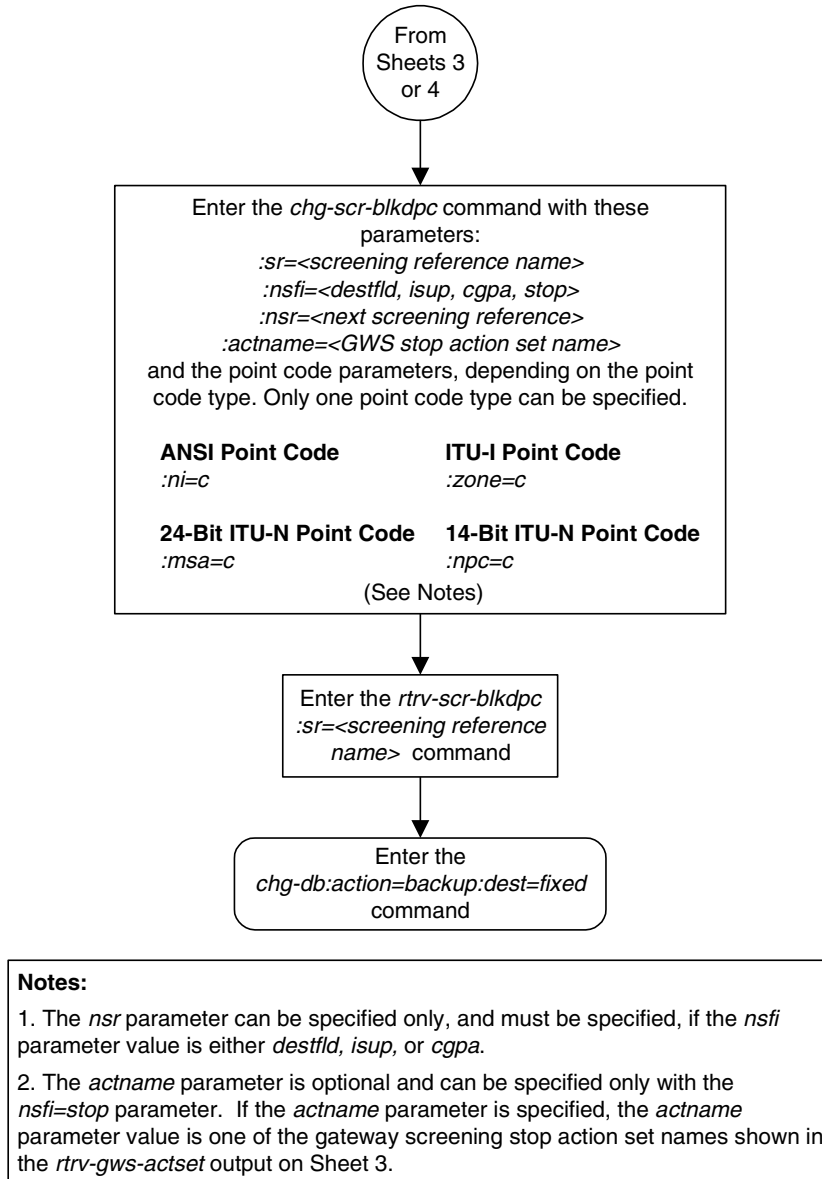 From
Sheets 3
or 4
Enter the chg-scr-blkdpc command with these
parameters:
:sr=<screening reference name>
:nsfi=<destfld, isup, cgpa, stop>
:nsr=<next screening reference>
:actname=<GWS stop action set name>
and the point code parameters, depending on the point
code type. Only one point code type can be specified.
ANSI Point Code
:ni=c
ITU-I Point Code
:zone=c
24-Bit ITU-N Point Code
:msa=c
14-Bit ITU-N Point Code
:npc=c
(See Notes)
Enter the rtrv-scr-blkdpc
:sr=<screening reference
name> command
Enter the
chg-db:action=backup:dest=fixed
command
Notes:
1. The nsr parameter can be specified only, and must be specified, if the nsfi
parameter value is either destfld, isup, or cgpa.
2. The actname parameter is optional and can be specified only with the
nsfi=stop parameter. If the actname parameter is specified, the actname
parameter value is one of the gateway screening stop action set names shown in
the rtrv-gws-actset output on Sheet 3.